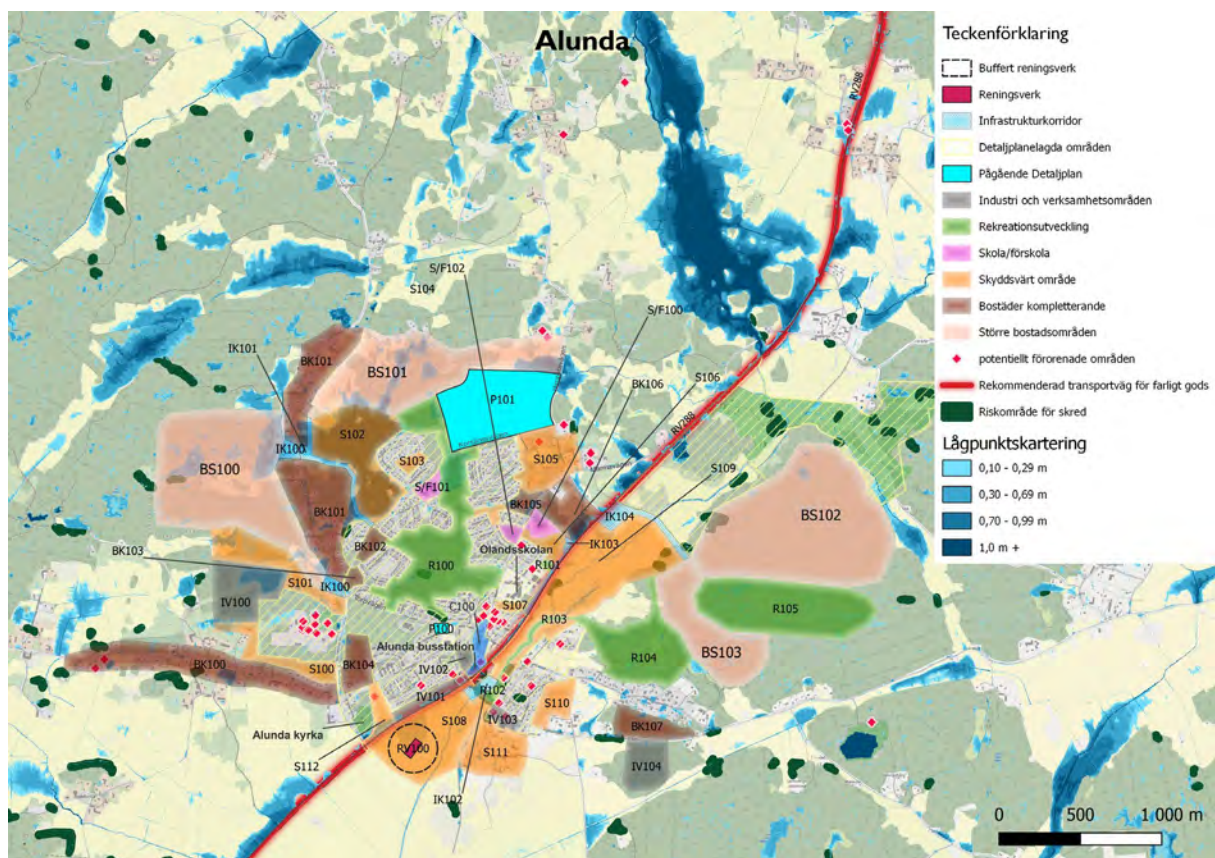 Alunda
Teckenförklaring
Buffert reningsverk
Reningsverk
Infrastrukturkorridor
Detaljplanelagda områden
Pågående Detaljplan
Industri och verksamhetsområden
Rekreationsutveckling
Skola/förskola
Skyddsvärt område
Bostäder kompletterande
Större bostadsområden
potentiellt förorenade områden
Rekommenderad transportväg för farligt gods
Riskområde för skred
Lågpunktskartering
0,10 - 0,29 m
0,30 - 0,69 m
0,70 - 0,99 m
1,0 m +
RV288
S/F102
S104
S/F100
IK101
BK101
BS101
BK106
S106
P101
RV288
S102
IK100
S103
S105
BS100
S/F101
S109
BK101
BK105
IK104
BS102
BK103
BK102
Olandsskolan
IK103
R100
R101
S101
IK100
IV100
C100
S107
R105
P100
R103
Alunda busstation
R104
BS103
BK100
S100
BK104
IV102
IV101
R102
S110
S108
IV103
BK107
Alunda kyrka
RV100
S111
IV104
S112
IK102
0
500
1 000 m